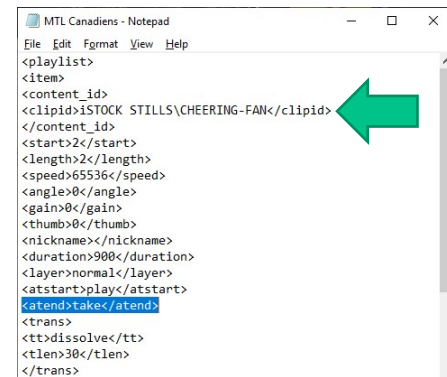 MTL Canadiens - Notepad
File Edit Format View Help
<playlist>
<item>
<content_id>
<clipid>iSTOCK STILLS\CHEERING-FAN</clipid>
</content_id>
<start>2</start>
<length>2</length>
<speed>65536</speed>
<angle>0</angle>
<gain>0</gain>
<thumb>0</thumb>
<nickname></nickname>
<duration>900</duration>
<layer>normal</layer>
<atstart>play</atstart>
<atend>take</atend>
<trans>
<tt>dissolve</tt>
<tlen>30</tlen>
</trans>